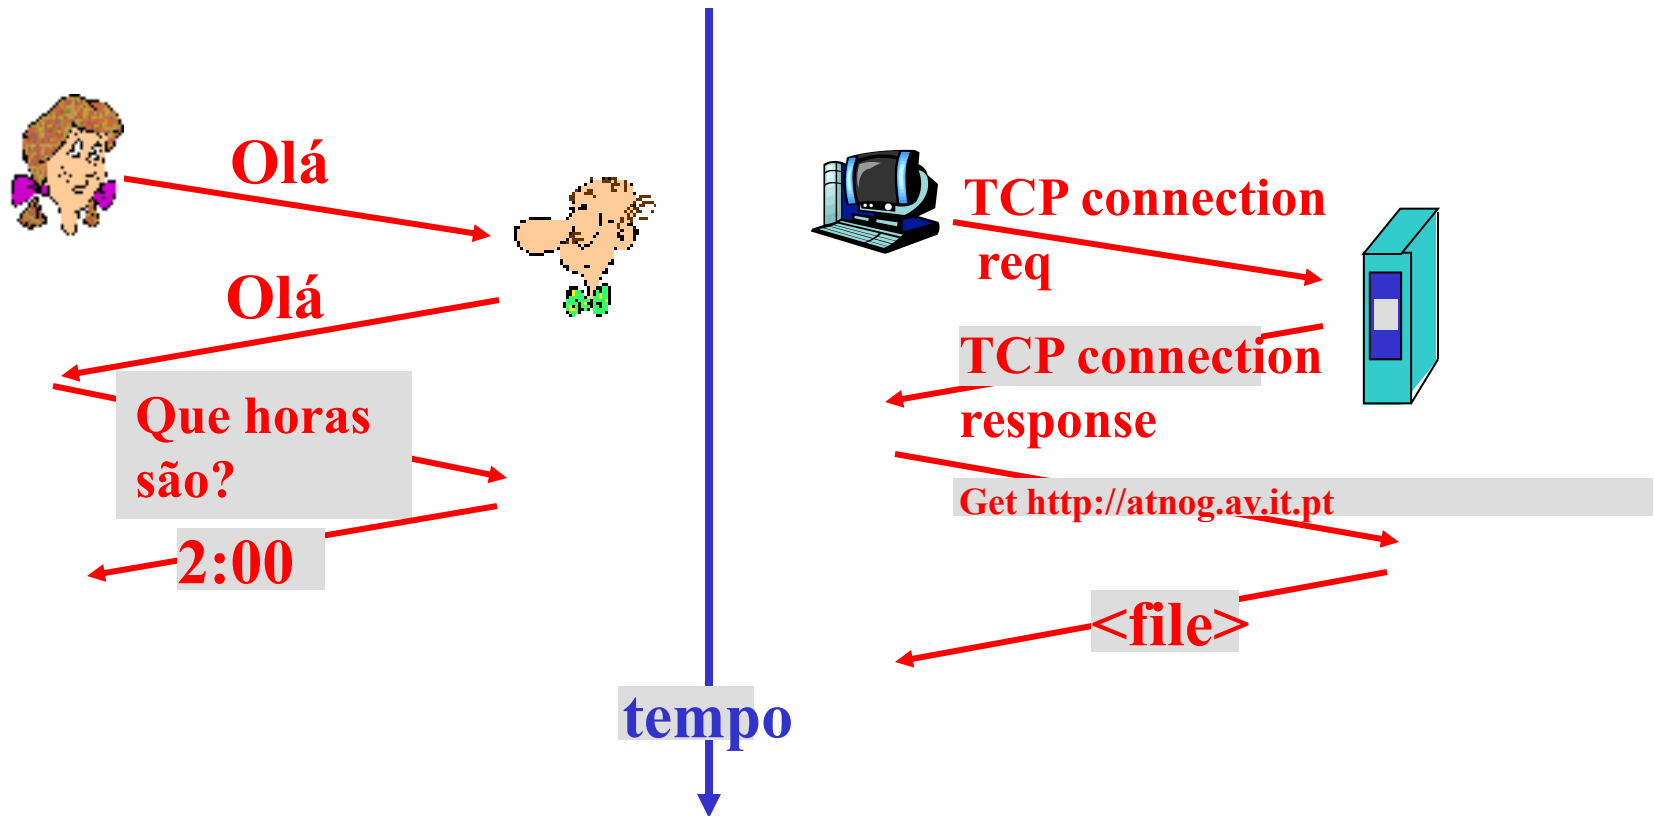 Olá
Olá
Que horas
são?
2:00
TCP connection
req
TCP connection
response
Get http://atnog.av.it.pt
<file>
tempo